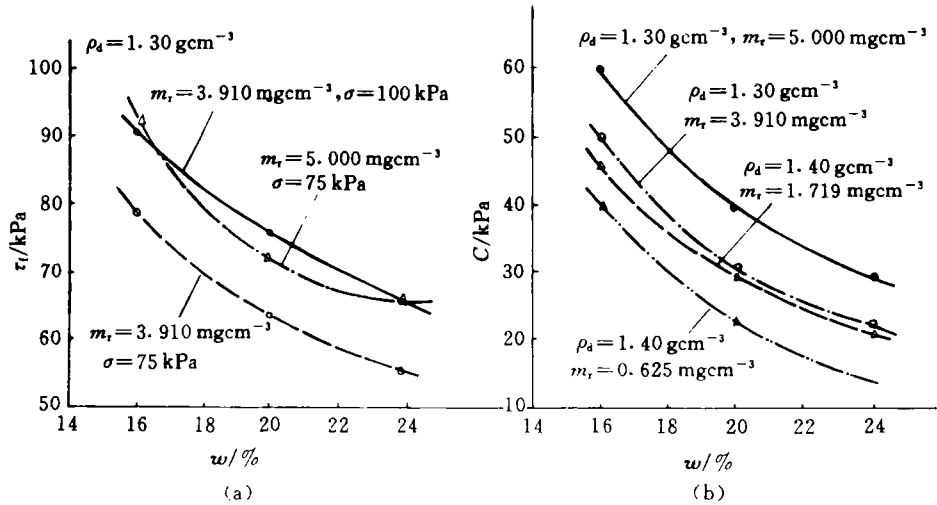 ρd=1.30 gcm⁻³
mr=3.910 mgcm⁻³, σ=100 kPa
mr=5.000 mgcm⁻³
σ=75 kPa
mr=3.910 mgcm⁻³
σ=75 kPa
τf/kPa
100
90
80
70
60
50
14
16
18
20
22
24
w/%
(a)
ρd=1.30 gcm⁻³, mr=5.000 mgcm⁻³
ρd=1.30 gcm⁻³
mr=3.910 mgcm⁻³
ρd=1.40 gcm⁻³
mr=1.719 mgcm⁻³
ρd=1.40 gcm⁻³
mr=0.625 mgcm⁻³
C/kPa
60
50
40
30
20
10
14
16
18
20
22
24
w/%
(b)